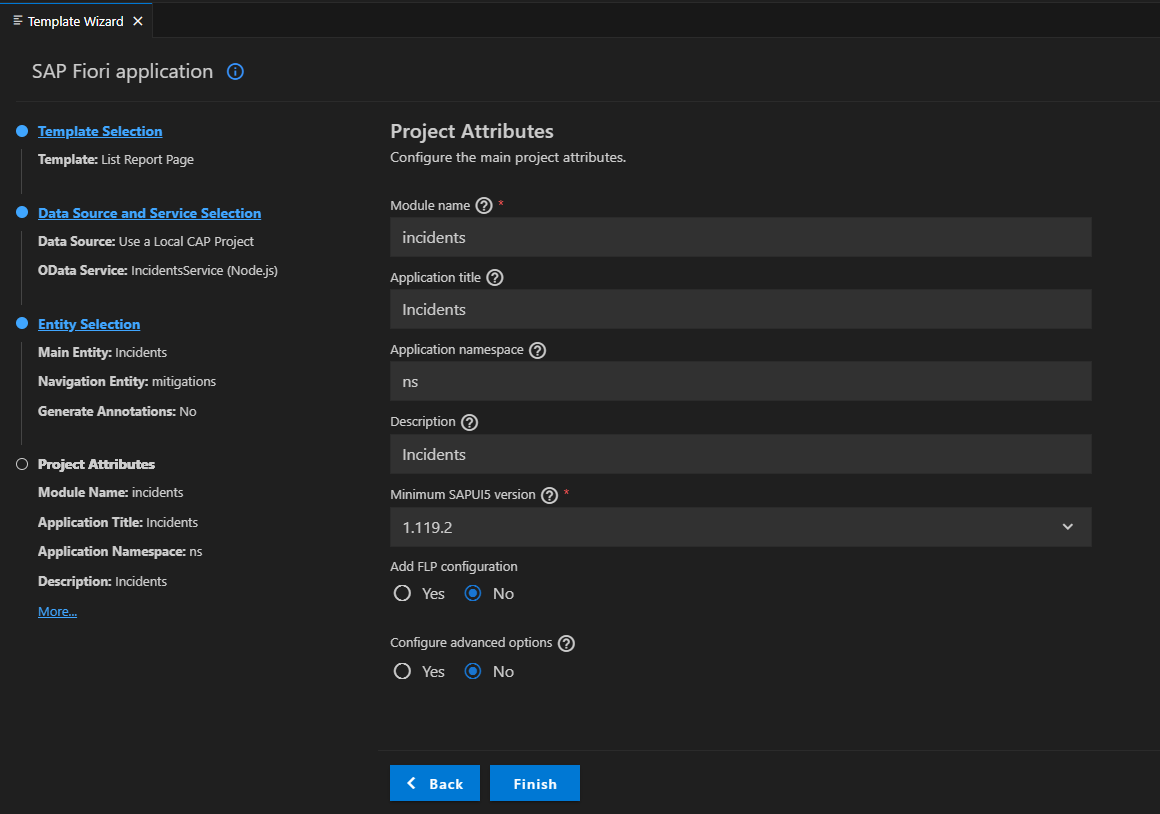 Template Wizard
SAP Fiori application
Template Selection
Template: List Report Page
Data Source and Service Selection
Data Source: Use a Local CAP Project
OData Service: IncidentsService (Node.js)
Entity Selection
Main Entity: Incidents
Navigation Entity: mitigations
Generate Annotations: No
Project Attributes
Module Name: incidents
Application Title: Incidents
Application Namespace: ns
Description: Incidents
More...
Project Attributes
Configure the main project attributes.
Module name *
incidents
Application title
Incidents
Application namespace
ns
Description
Incidents
Minimum SAPUI5 version *
1.119.2
Add FLP configuration
Yes No
Configure advanced options
Yes No
Back Finish